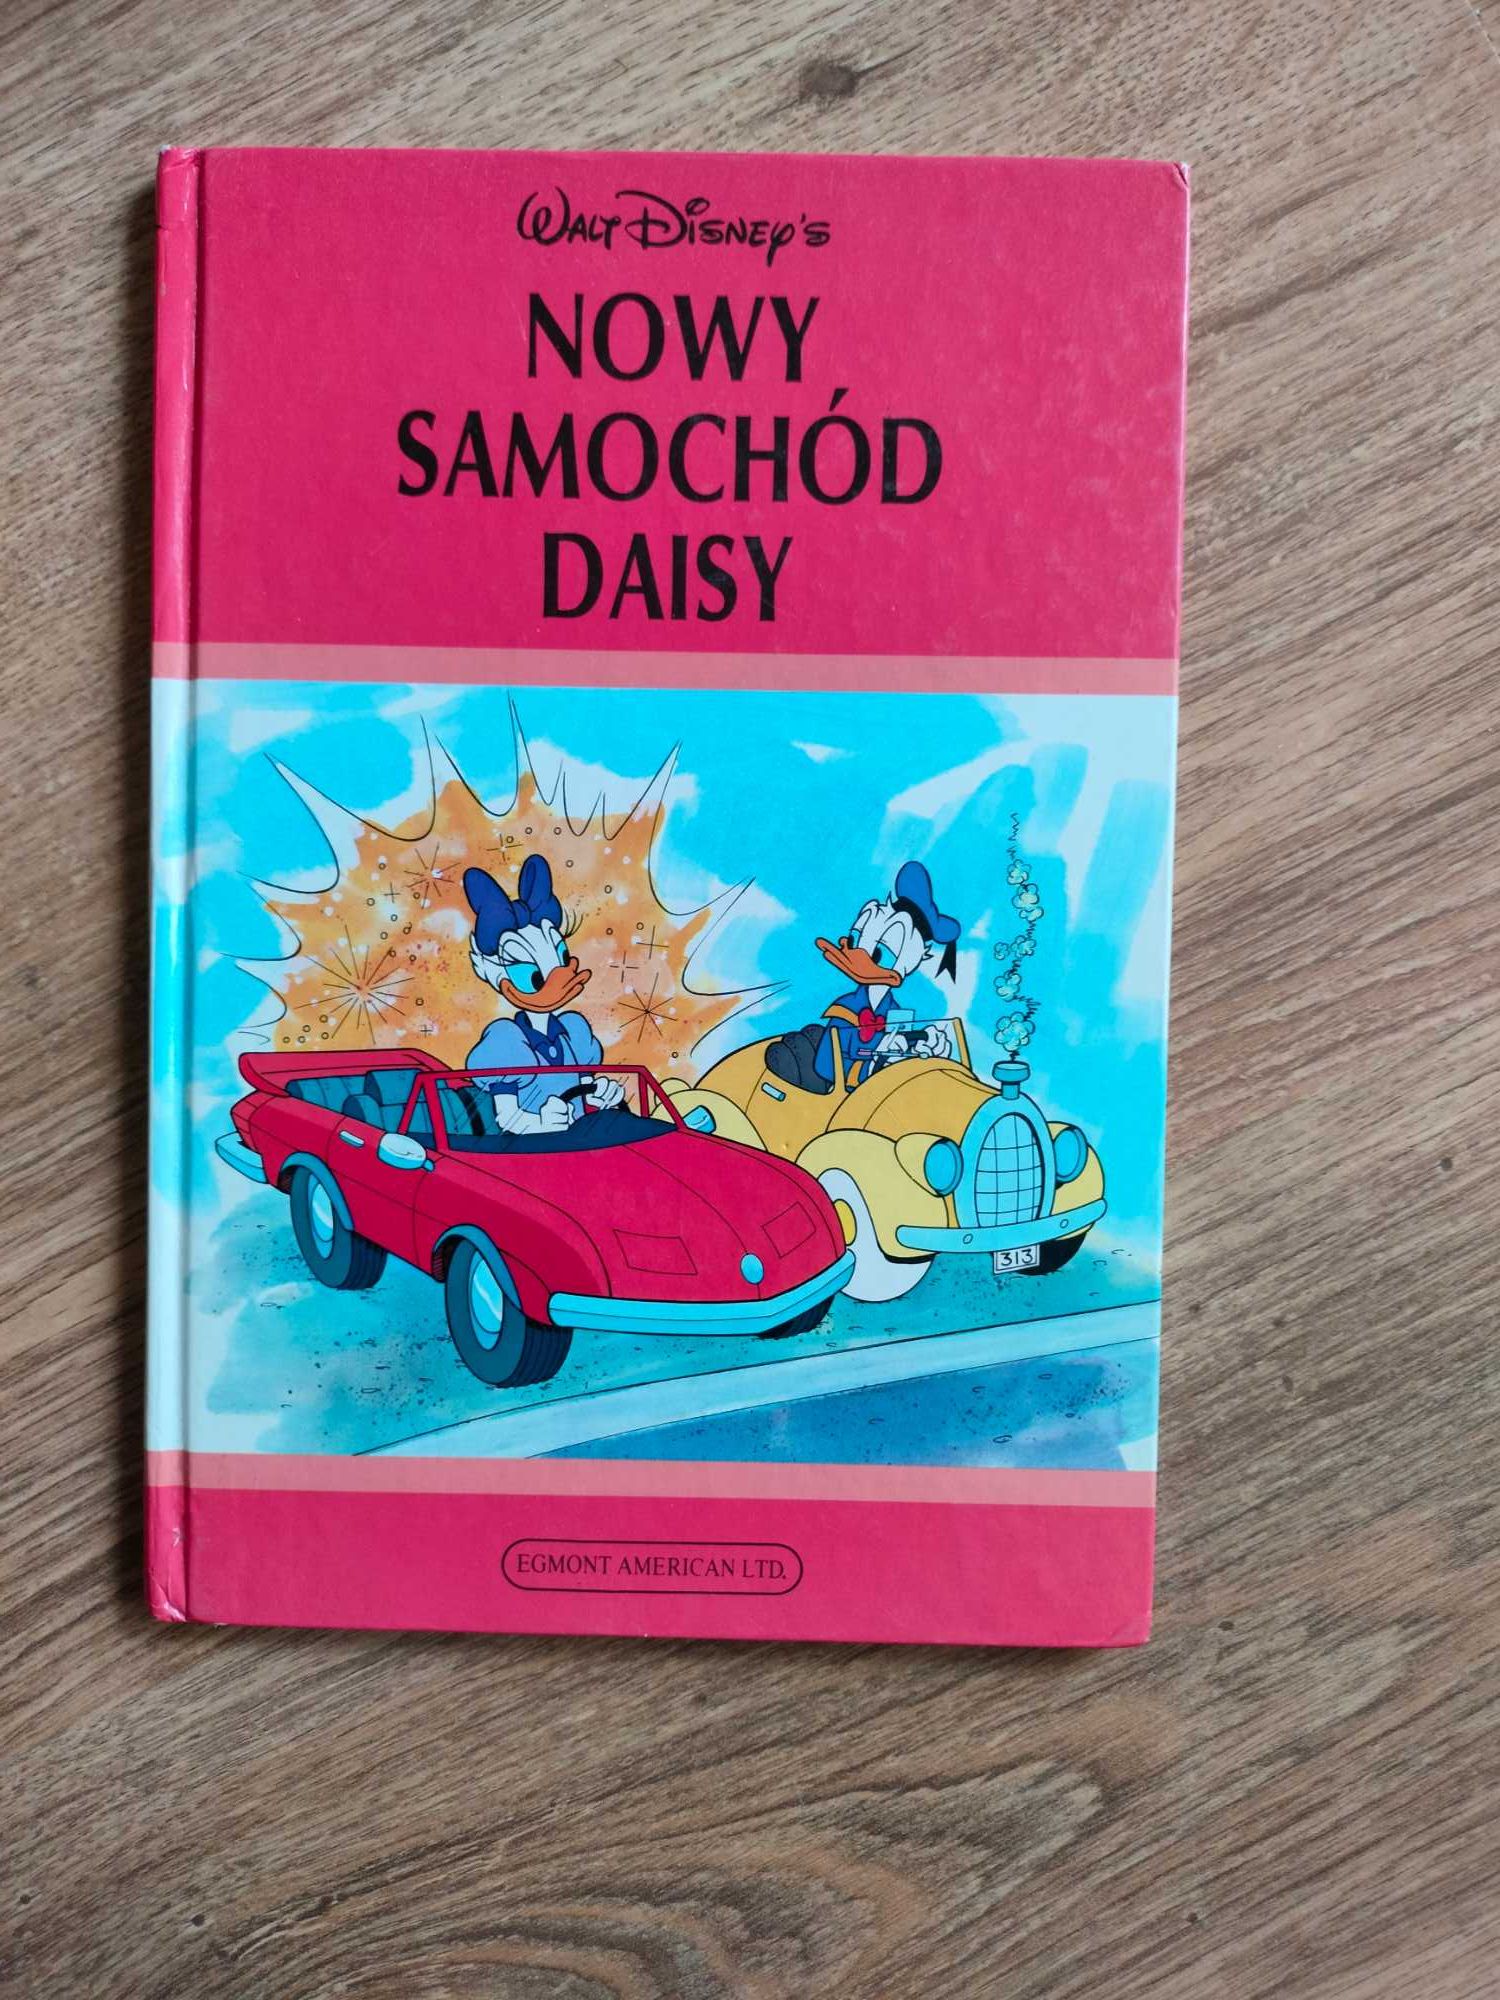 Walt Disney's
NOWY
SAMOCHÓD
DAISY
313
EGMONT AMERICAN LTD.